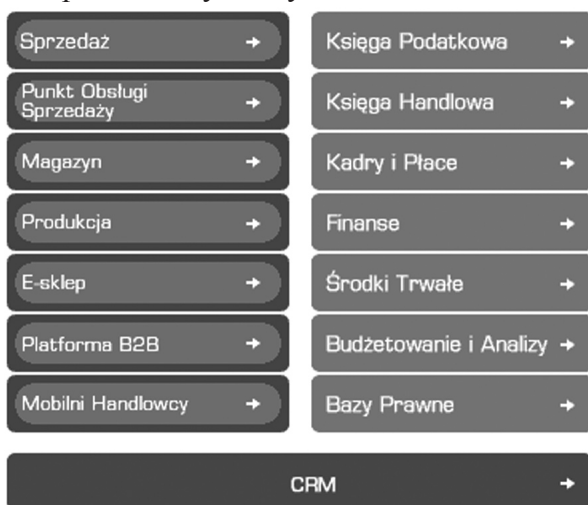 Sprzedaż
Punkt Obsługi
Sprzedaży
Magazyn
Produkcja
E-sklep
Platforma B2B
Mobilni Handlowcy
Księga Podatkowa
Księga Handlowa
Kadry i Płace
Finanse
Środki Trwałe
Budżetowanie i Analizy
Bazy Prawne
CRM